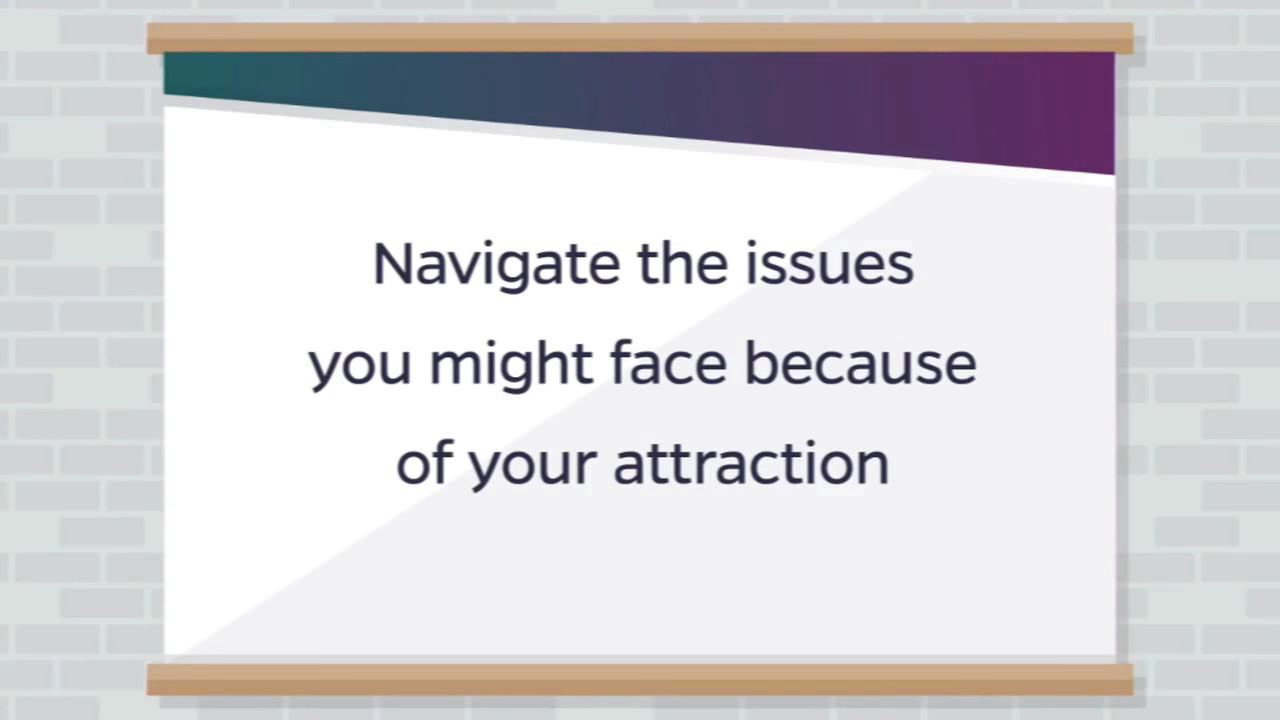 Navigate the issues
you might face because
of your attraction